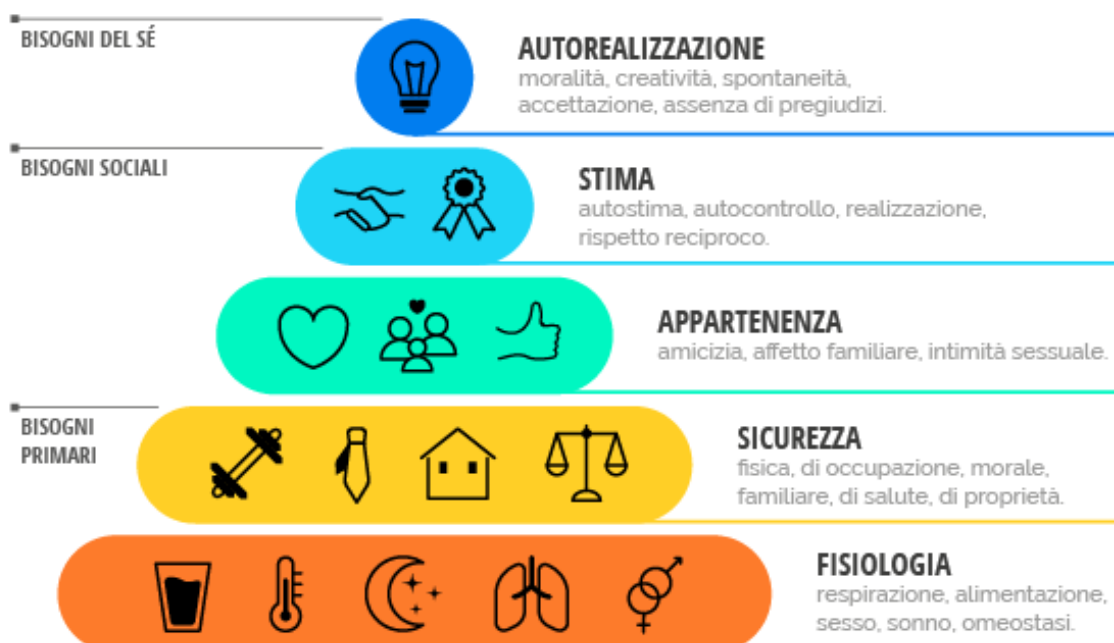 BISOGNI DEL SÉ
AUTOREALIZZAZIONE
moralità, creatività, spontaneità,
accettazione, assenza di pregiudizi.
BISOGNI SOCIALI
STIMA
autostima, autocontrollo, realizzazione,
rispetto reciproco.
APPARTENENZA
amicizia, affetto familiare, intimità sessuale.
BISOGNI
PRIMARI
SICUREZZA
fisica, di occupazione, morale,
familiare, di salute, di proprietà.
FISIOLOGIA
respirazione, alimentazione,
sesso, sonno, omeostasi.